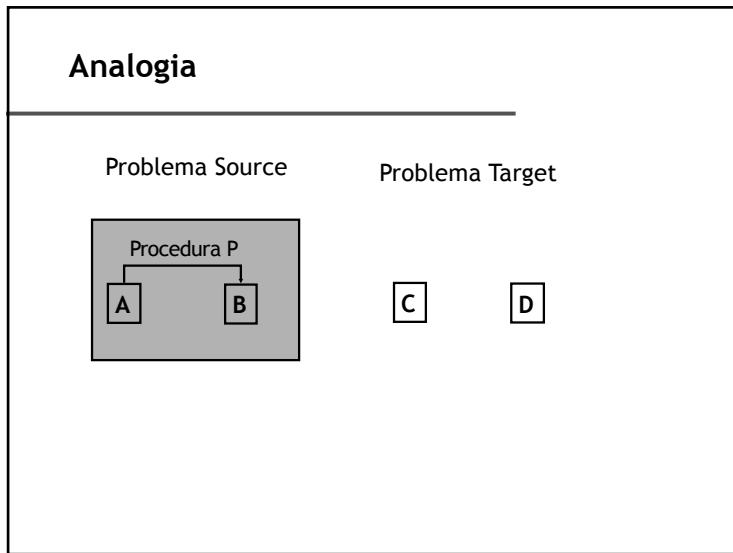 Analogia
Problema Source
Problema Target
Procedura P
A
B
C
D